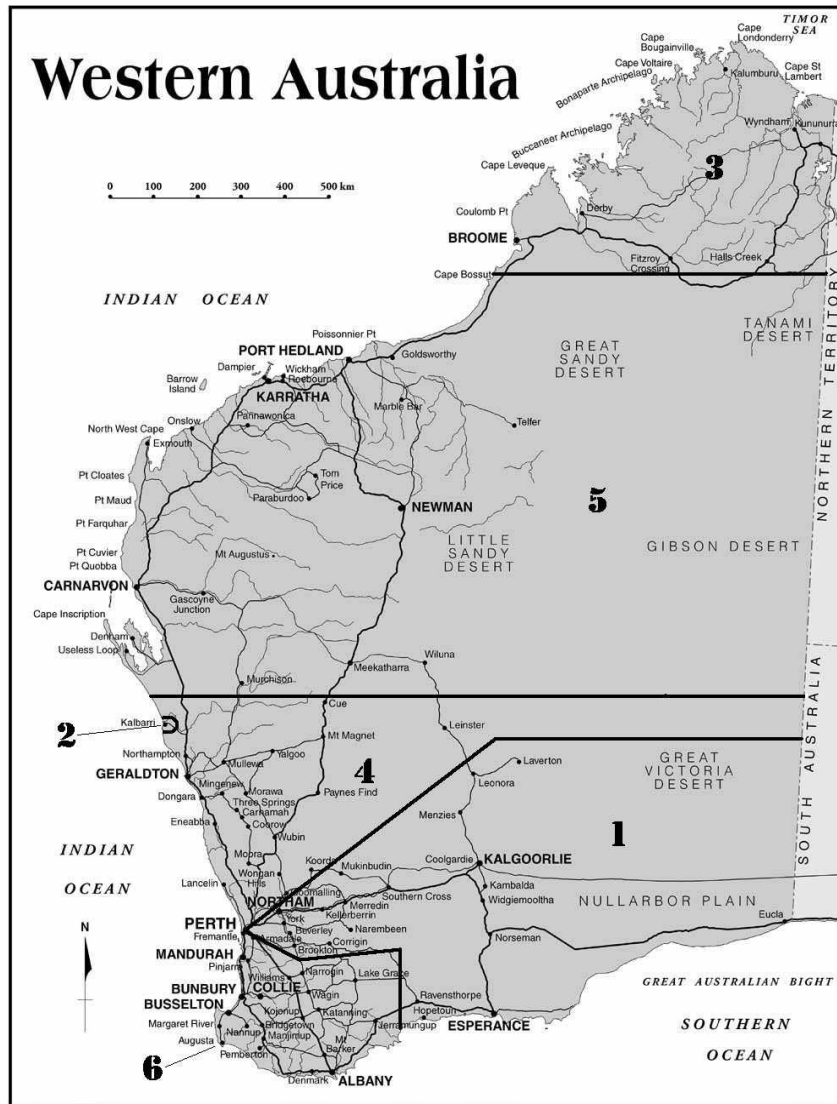 TIMOR
SEA
Western Australia
Cape
Londonderry
Cape
Bougainville
Cape Voltaire
Bonaparte Archipelago
Kalumburu
Cape St
Lambert
Buccaneer Archipelago
Wyndham
Kununurra
3
Cape Leveque
0 100 200 300 400 500 km
Coulomb Pt
Derby
BROOME
Fitzroy
Crossing
Halls Creek
Cape Bossut
INDIAN OCEAN
NORTHERN TERRITORY
Poissonnier Pt
PORT HEDLAND
Goldsworthy
GREAT
SANDY
DESERT
TANAMI
DESERT
Dampier
Wickham
Roebourne
Barrow
Island
KARRATHA
Marble Bar
Pannawonica
Onslow
Telfer
North West Cape
Exmouth
Pt Cloates
Tom
Price
Paraburdoo
Pt Maud
NEWMAN
5
Pt Farquhar
LITTLE
SANDY
DESERT
GIBSON DESERT
Pt Cuvier
Pt Quobba
Mt Augustus
CARNARVON
Gascoyne
Junction
Cape Inscription
Denham
Useless Loop
Wiluna
Meekatharra
Murchison
SOUTH AUSTRALIA
Cue
Kalbarri
2
Leinster
Mt Magnet
Northampton
Yalgoo
Mullewa
GERALDTON
4
Laverton
GREAT
VICTORIA
DESERT
Leonora
Mingenew
Morawa
Paynes Find
Dongara
Three Springs
Carnamah
Coorow
Menzies
Eneabba
Wubin
1
INDIAN
OCEAN
Moora
Koorda
Mukinbudin
Coolgardie
KALGOORLIE
Wongan
Hills
Lancelin
Goomalling
Southern Cross
Kambalda
NORTHAM
Merredin
Widgiemooltha
NULLARBOR PLAIN
Kellerberrin
PERTH
York
Eucla
Fremantle
Beverley
Narembeen
N
Armadale
Corrigin
Norseman
Brookton
MANDURAH
Pinjarra
Narrogin
Lake Grace
Williams
GREAT AUSTRALIAN BIGHT
BUNBURY
COLLIE
Wagin
Ravensthorpe
BUSSELTON
Kojonup
Katanning
Hopetoun
ESPERANCE
Margaret River
Bridgetown
Jerramungup
SOUTHERN
OCEAN
Nannup
Manjimup
Augusta
Mt
Barker
6
Pemberton
Denmark
ALBANY